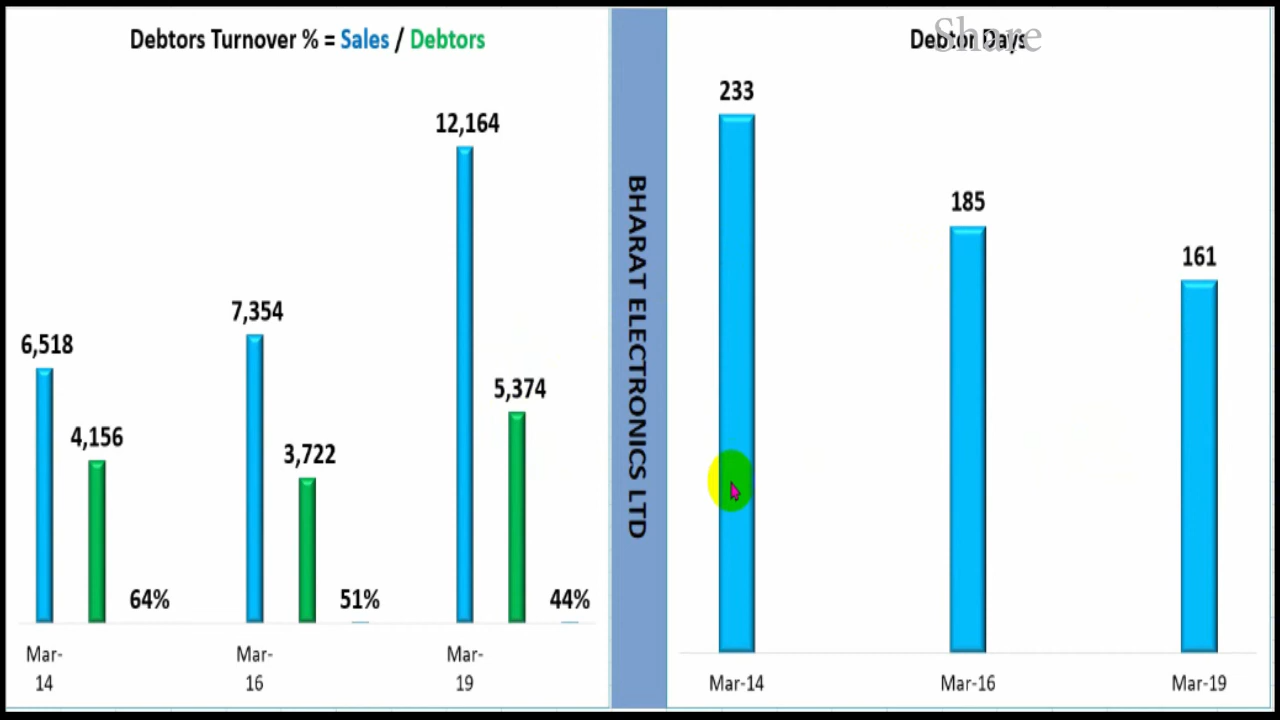 Debtors Turnover % = Sales / Debtors
12,164
7,354
6,518
5,374
4,156
3,722
64%
51%
44%
Mar-
14
Mar-
16
Mar-
19
BHARAT ELECTRONICS LTD
Debtor Days
Share
233
185
161
Mar-14
Mar-16
Mar-19